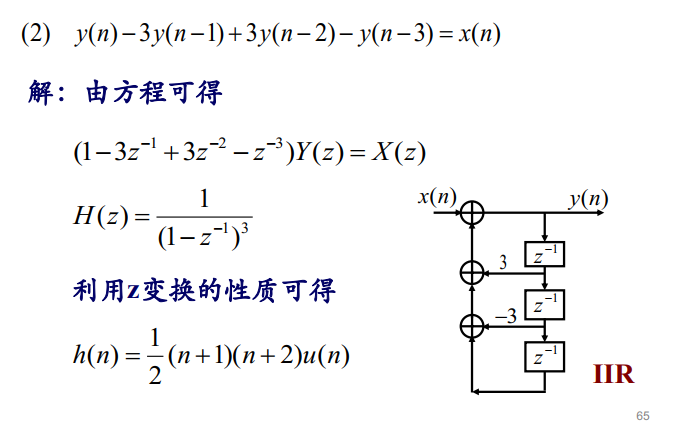 (2) y(n)−3y(n−1)+3y(n−2)−y(n−3)=x(n)
解：由方程可得
(1−3z⁻¹+3z⁻²−z⁻³)Y(z)=X(z)
H(z)=1/(1−z⁻¹)³
利用z变换的性质可得
h(n)=1/2(n+1)(n+2)u(n)
x(n) y(n)
3 z⁻¹
−3 z⁻¹
z⁻¹
IIR
65